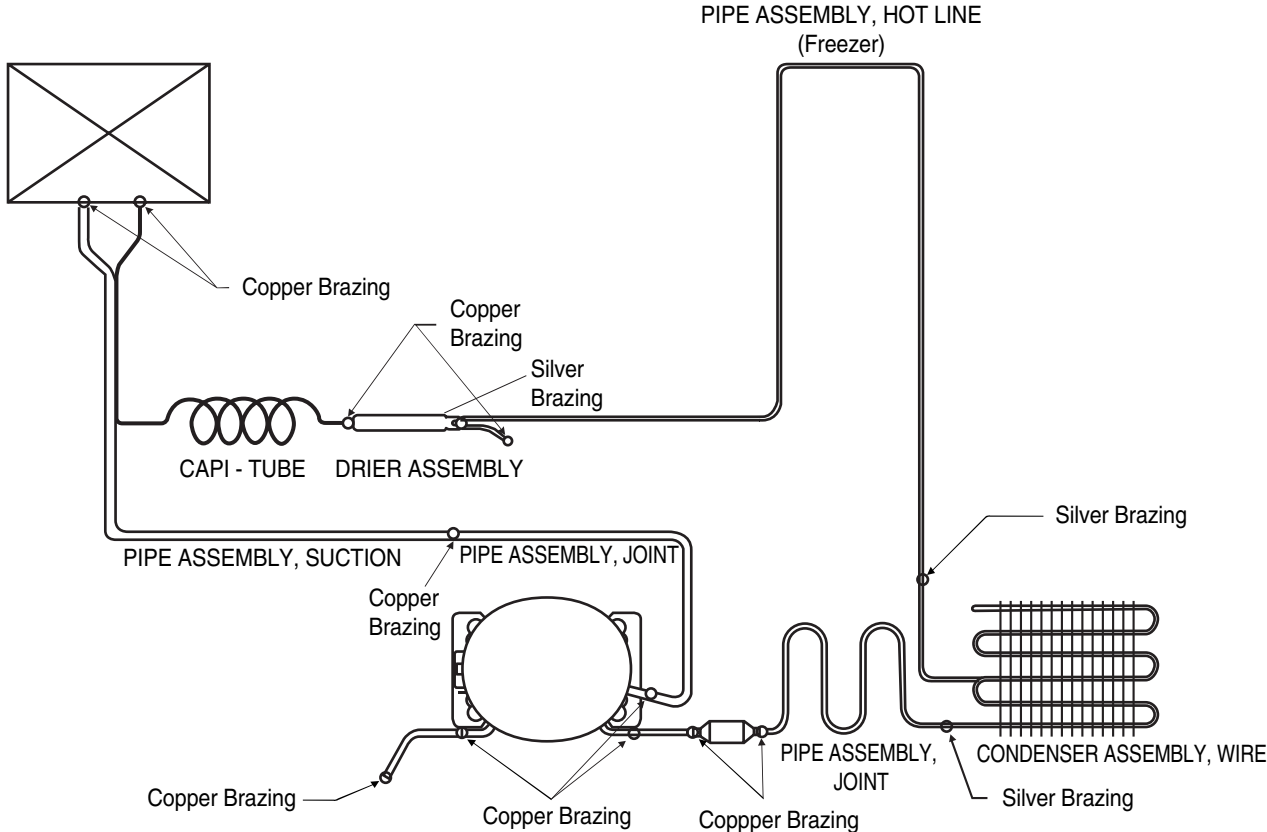 PIPE ASSEMBLY, HOT LINE
(Freezer)
Copper Brazing
Copper
Brazing
Silver
Brazing
CAPI - TUBE
DRIER ASSEMBLY
Silver Brazing
PIPE ASSEMBLY, SUCTION
PIPE ASSEMBLY, JOINT
Copper
Brazing
PIPE ASSEMBLY,
JOINT
CONDENSER ASSEMBLY, WIRE
Copper Brazing
Copper Brazing
Coppper Brazing
Silver Brazing